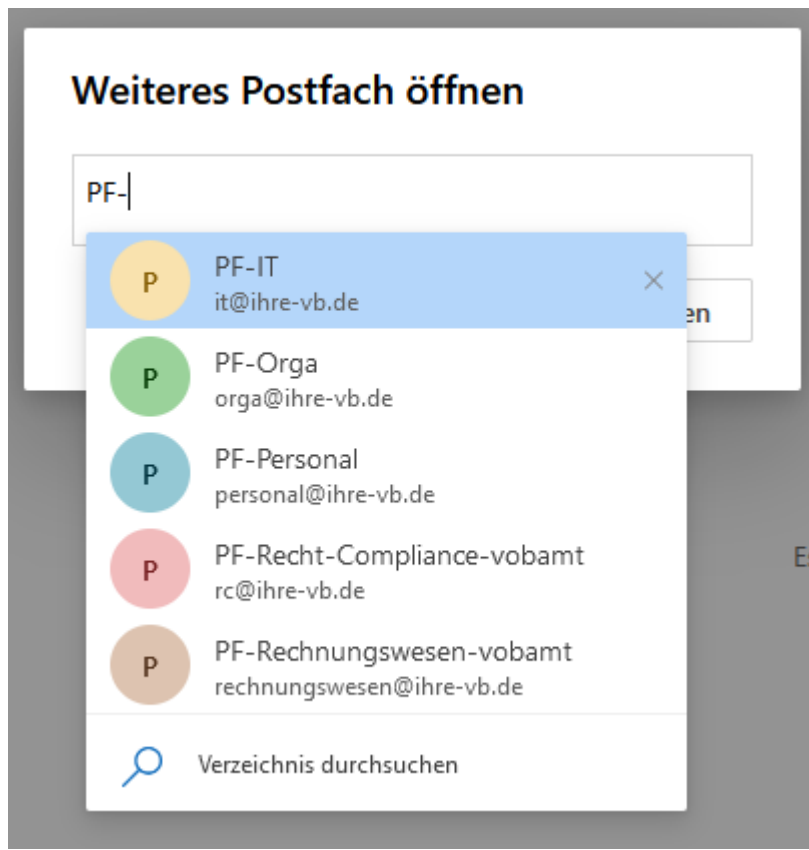 Weiteres Postfach öffnen
PF-
P
PF-IT
it@ihre-vb.de
en
P
PF-Orga
orga@ihre-vb.de
P
PF-Personal
personal@ihre-vb.de
P
PF-Recht-Compliance-vobamt
rc@ihre-vb.de
P
PF-Rechnungswesen-vobamt
rechnungswesen@ihre-vb.de
Verzeichnis durchsuchen